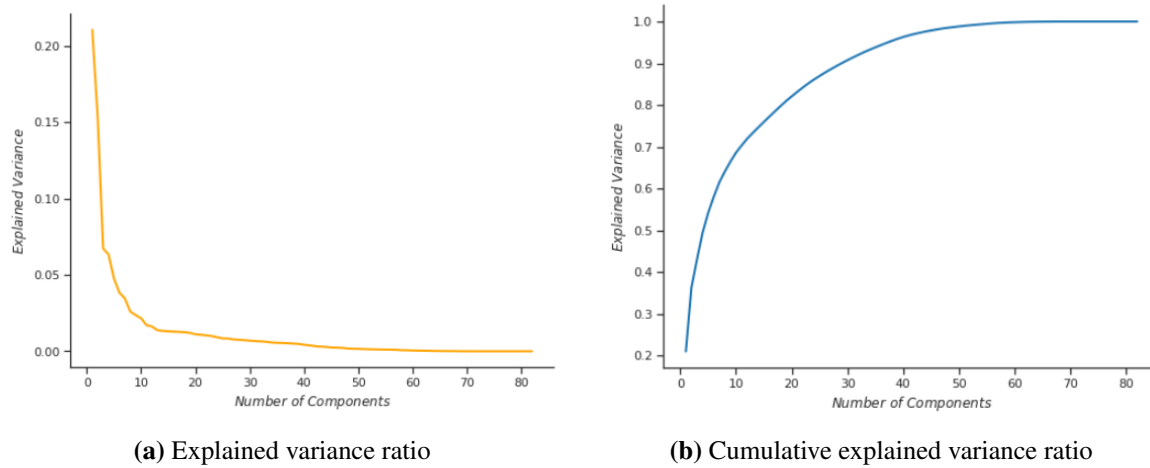 0.20
0.15
0.10
0.05
0.00
Explained Variance
0 10 20 30 40 50 60 70 80
Number of Components
(a) Explained variance ratio
1.0
0.9
0.8
0.7
0.6
0.5
0.4
0.3
0.2
Explained Variance
0 10 20 30 40 50 60 70 80
Number of Components
(b) Cumulative explained variance ratio